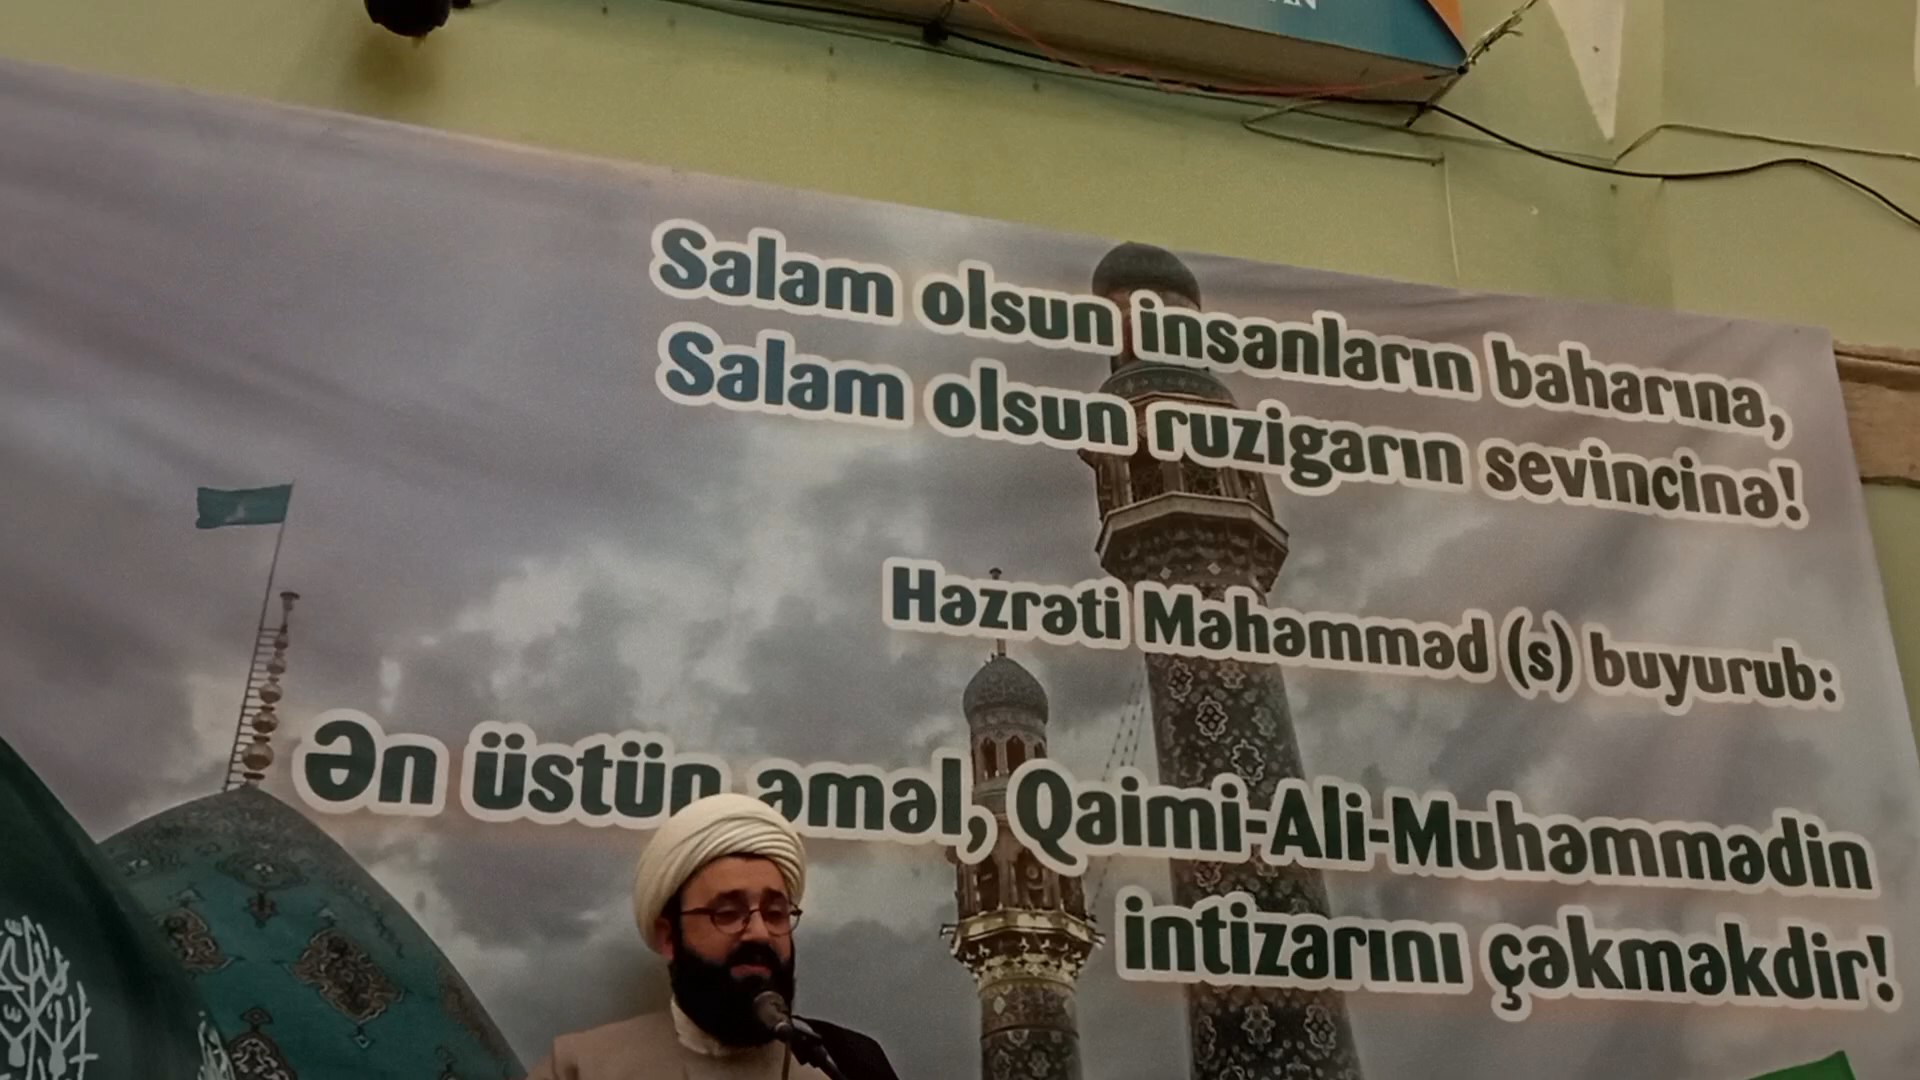 Salam olsun insanların baharına,
Salam olsun ruzigarın sevincinə!
Həzrəti Məhəmməd (s) buyurub:
Ən üstün əməl, Qaimi-Ali-Muhəmmədin
intizarını çəkməkdir!